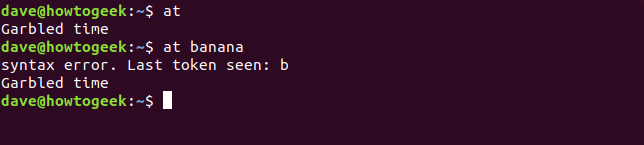 dave@howtogeek:~$ at
Garbled time
dave@howtogeek:~$ at banana
syntax error. Last token seen: b
Garbled time
dave@howtogeek:~$